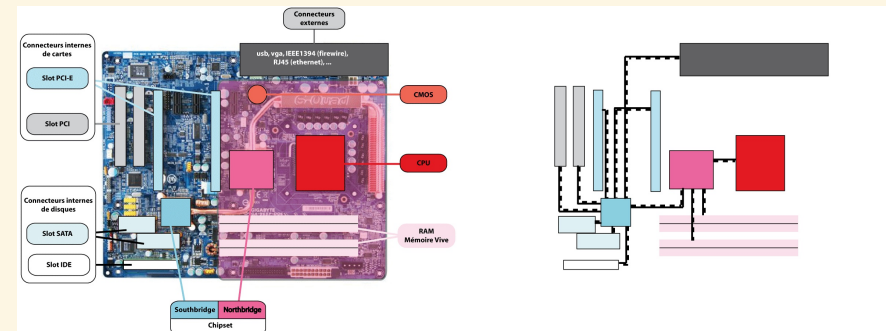 Connecteurs
externes
usb, vga, IEEE1394 (firewire),
RJ45 (ethernet), ...
Connecteurs internes
de cartes
Slot PCI-E
Slot PCI
CMOS
CPU
GIGABYTE
Connecteurs internes
de disques
Slot SATA
Slot IDE
RAM
Mémoire Vive
Southbridge
Northbridge
Chipset